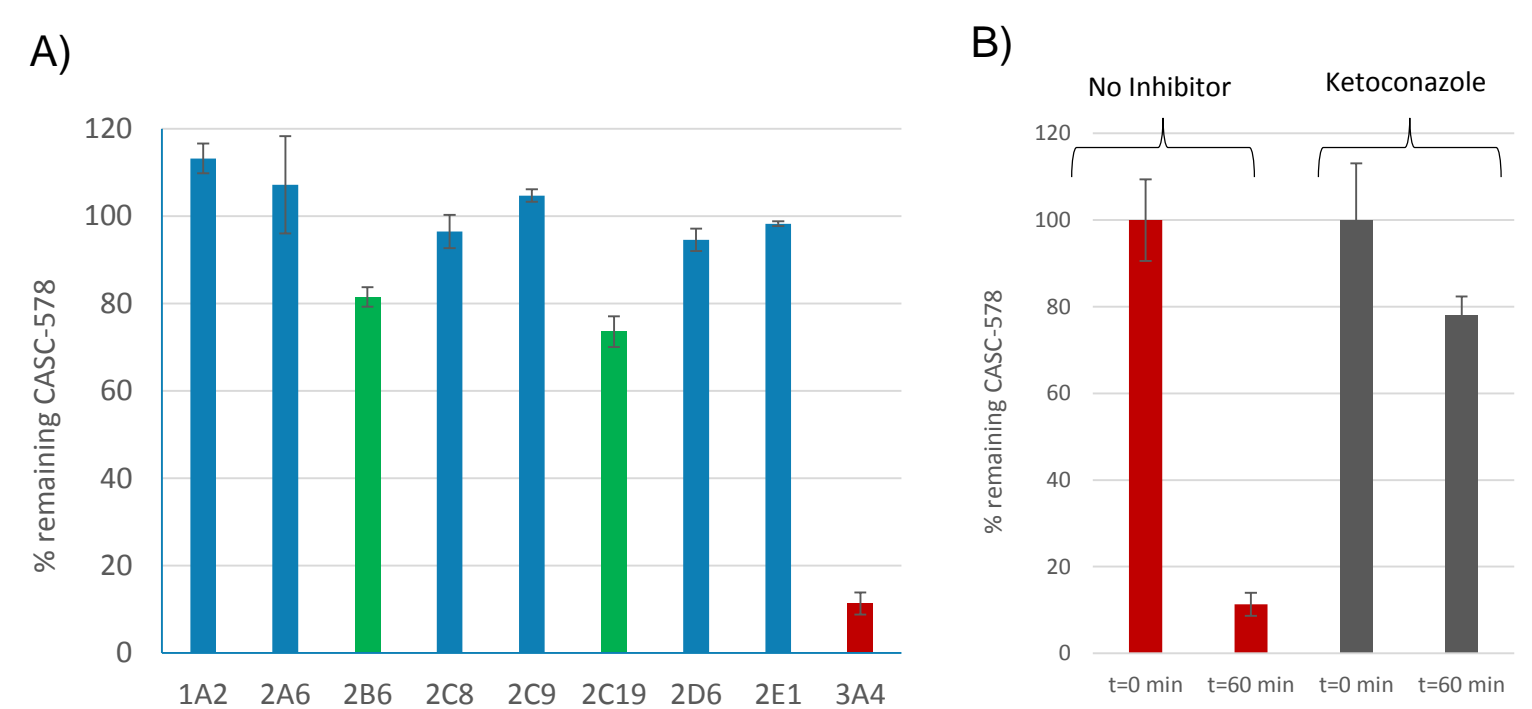 A)
% remaining CASC-578
120
100
80
60
40
20
0
1A2 2A6 2B6 2C8 2C9 2C19 2D6 2E1 3A4
B)
No Inhibitor Ketoconazole
% remaining CASC-578
120
100
80
60
40
20
0
t=0 min t=60 min t=0 min t=60 min